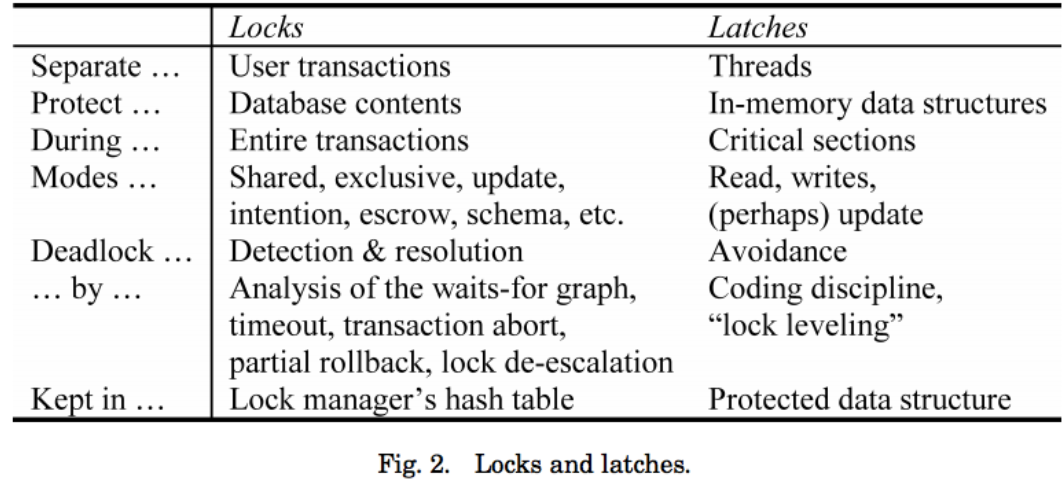 Locks Latches
Separate … User transactions Threads
Protect … Database contents In-memory data structures
During … Entire transactions Critical sections
Modes … Shared, exclusive, update, Read, writes,
intention, escrow, schema, etc. (perhaps) update
Deadlock … Detection & resolution Avoidance
… by … Analysis of the waits-for graph, Coding discipline,
timeout, transaction abort, “lock leveling”
partial rollback, lock de-escalation
Kept in … Lock manager’s hash table Protected data structure
Fig. 2. Locks and latches.